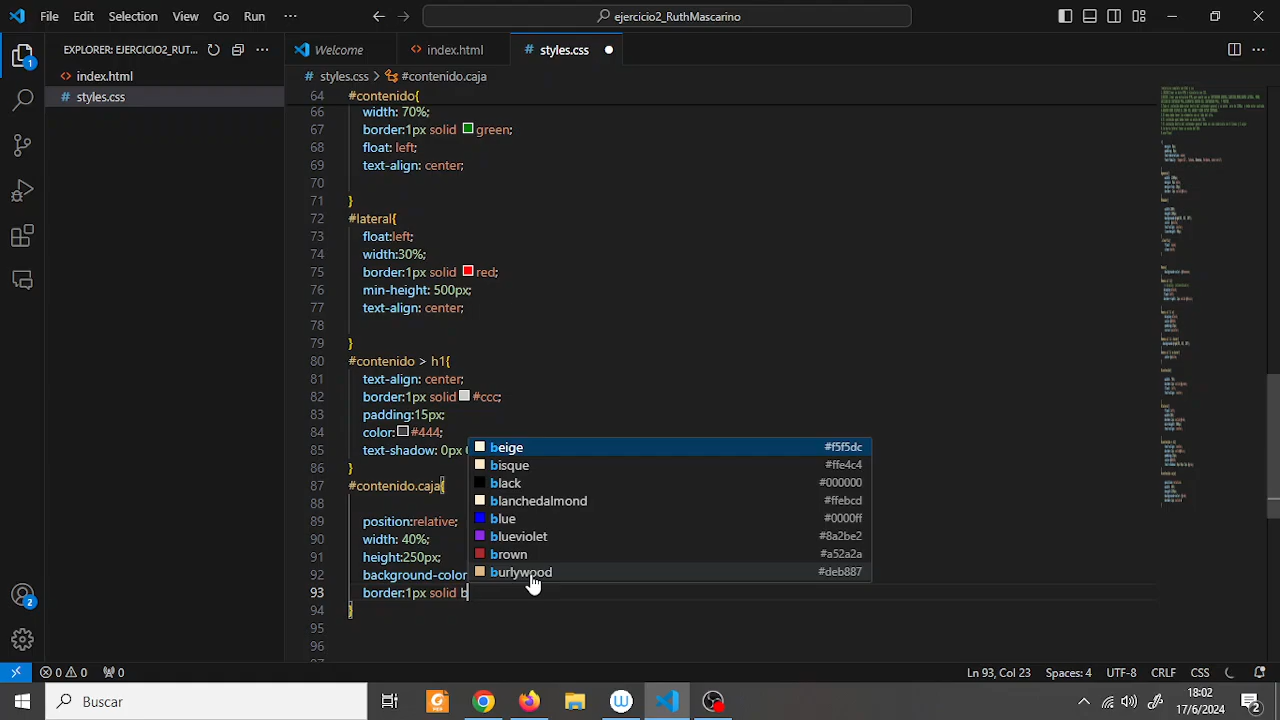 File Edit Selection View Go Run ··· ejercicio2_RuthMascarino
EXPLORER: EJERCICIO2_RUT...
index.html
styles.css
Welcome index.html styles.css
styles.css > #contenido.caja
64 #contenido{
66 width: 70%;
67 border:1px solid green;
68 float: left;
69 text-align: center;
70
71 }
72 #lateral{
73 float:left;
74 width:30%;
75 border:1px solid red;
76 min-height: 500px;
77 text-align: center;
78
79 }
80 #contenido > h1{
81 text-align: center;
82 border:1px solid #ccc;
83 padding:15px;
84 color: #444;
85 text-shadow: 0px
86 }
87 #contenido.caja{
88
89 position:relative;
90 width: 40%;
91 height:250px;
92 background-color
93 border:1px solid b
94 }
95
96
beige #f5f5dc
bisque #ffe4c4
black #000000
blanchedalmond #ffebcd
blue #0000ff
blueviolet #8a2be2
brown #a52a2a
burlywood #deb887
1
2
0 0 0 Ln 93, Col 23 Spaces: 4 UTF-8 CRLF CSS
Buscar
18:02
17/6/2024
2